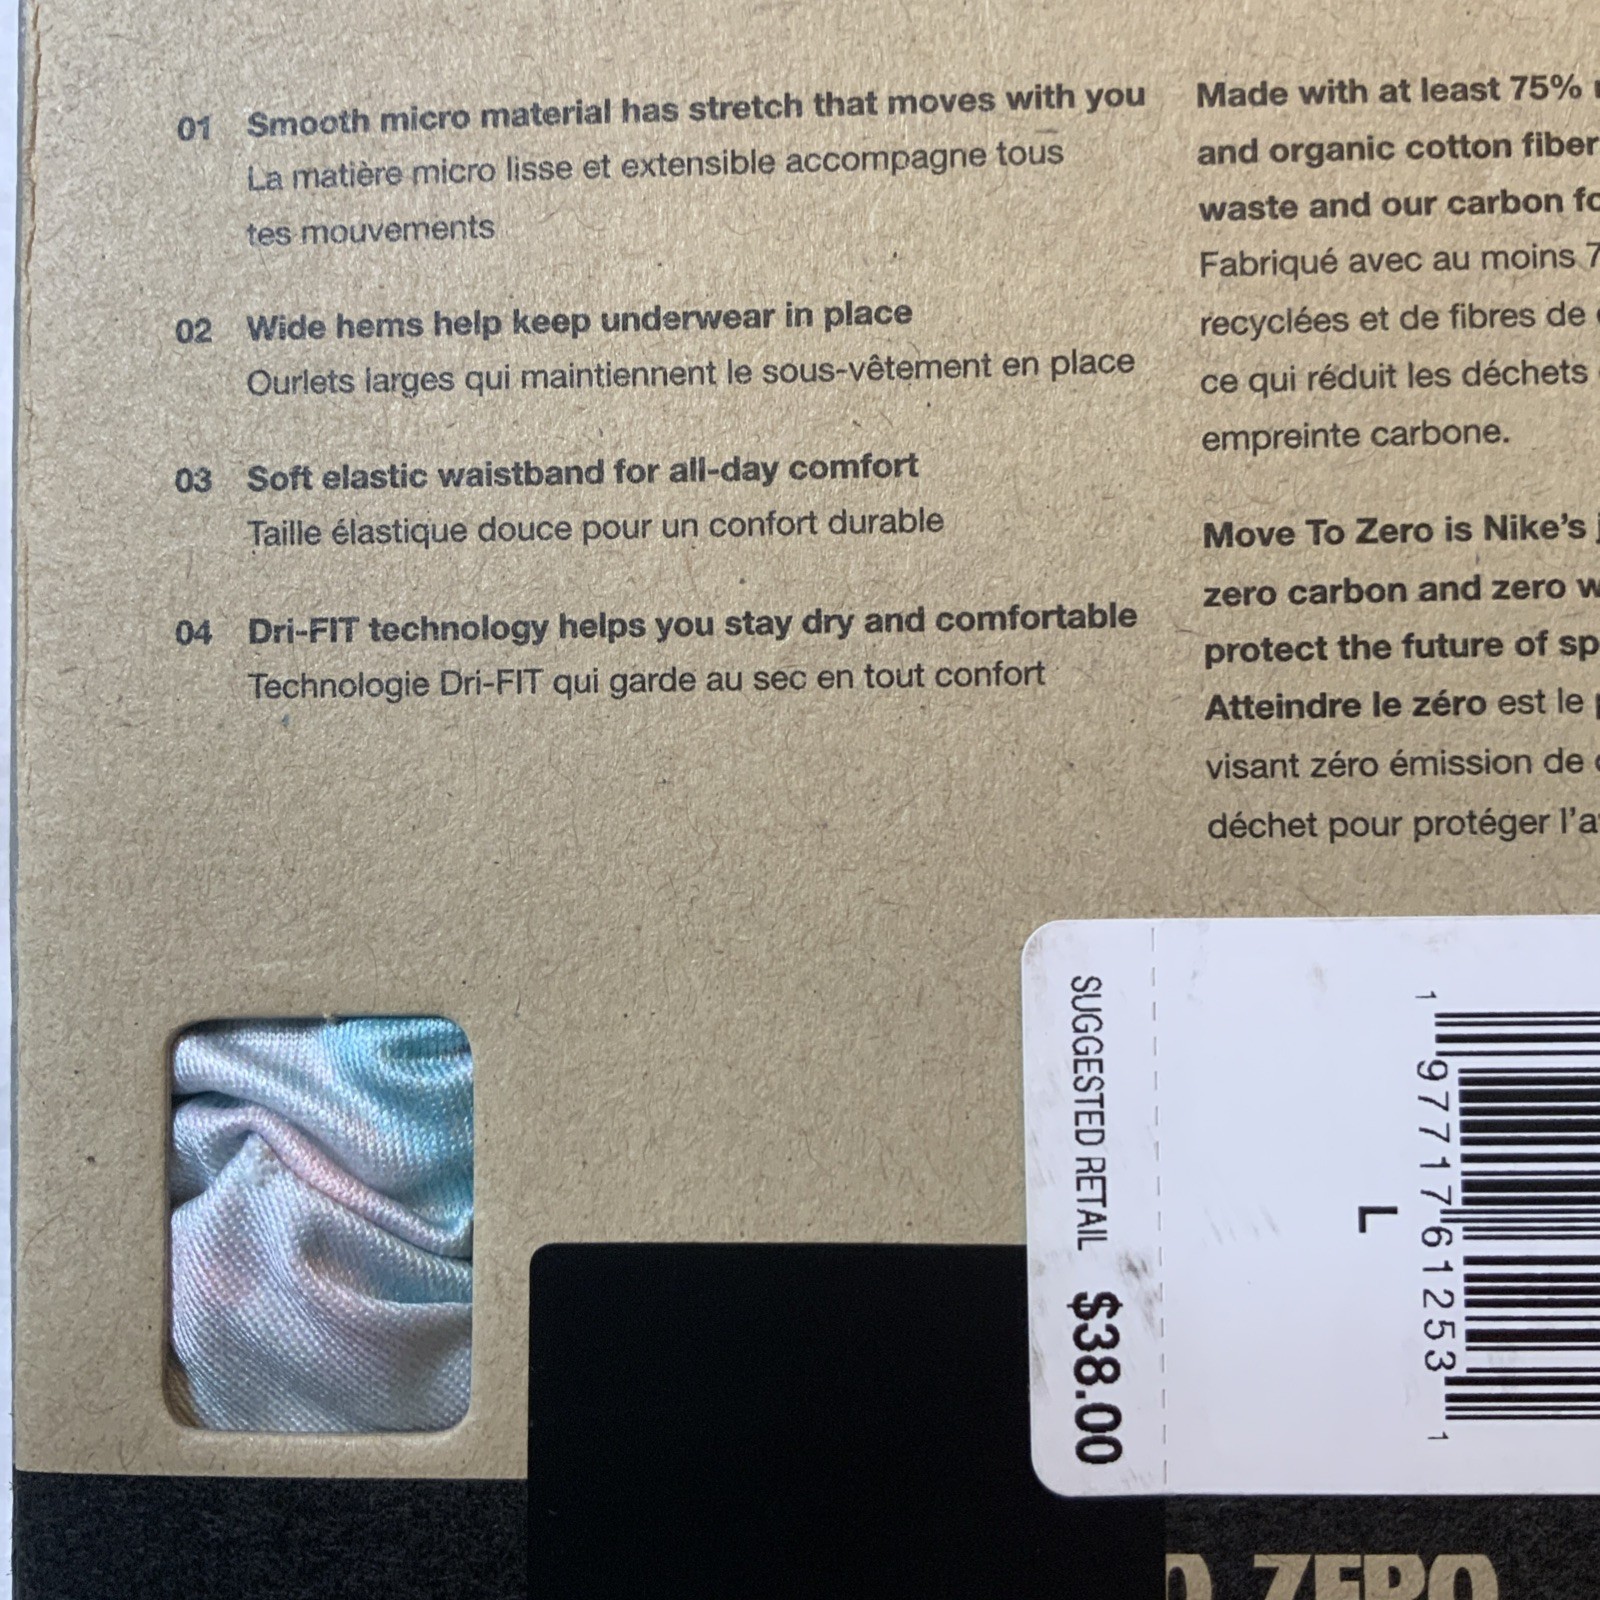 01 Smooth micro material has stretch that moves with you
La matière micro lisse et extensible accompagne tous
tes mouvements
02 Wide hems help keep underwear in place
Ourlets larges qui maintiennent le sous-vêtement en place
03 Soft elastic waistband for all-day comfort
Taille élastique douce pour un confort durable
04 Dri-FIT technology helps you stay dry and comfortable
Technologie Dri-FIT qui garde au sec en tout confort
Made with at least 75%
and organic cotton fiber
waste and our carbon
Fabriqué avec au moins
recyclées et de fibres de
ce qui réduit les déchets
empreinte carbone.
Move To Zero is Nike's
zero carbon and zero
protect the future of
Atteindre le zéro est le
visant zéro émission de
déchet pour protéger
SUGGESTED RETAIL $38.00
L
1 97717 61253 1
ZERO